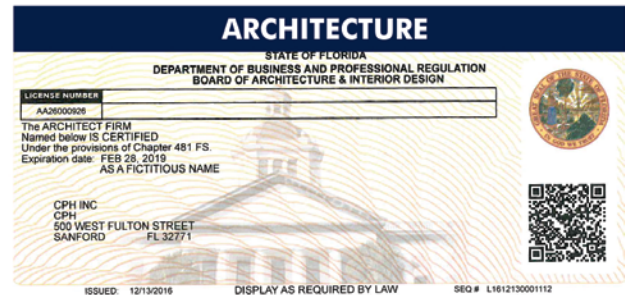 ARCHITECTURE
STATE OF FLORIDA
DEPARTMENT OF BUSINESS AND PROFESSIONAL REGULATION
BOARD OF ARCHITECTURE & INTERIOR DESIGN
LICENSE NUMBER
AA26000926
The ARCHITECT FIRM
Named below IS CERTIFIED
Under the provisions of Chapter 481 FS.
Expiration date: FEB 28, 2019
AS A FICTITIOUS NAME
CPH INC
CPH
500 WEST FULTON STREET
SANFORD FL 32771
ISSUED: 12/13/2016 DISPLAY AS REQUIRED BY LAW SEQ # L1612130001112